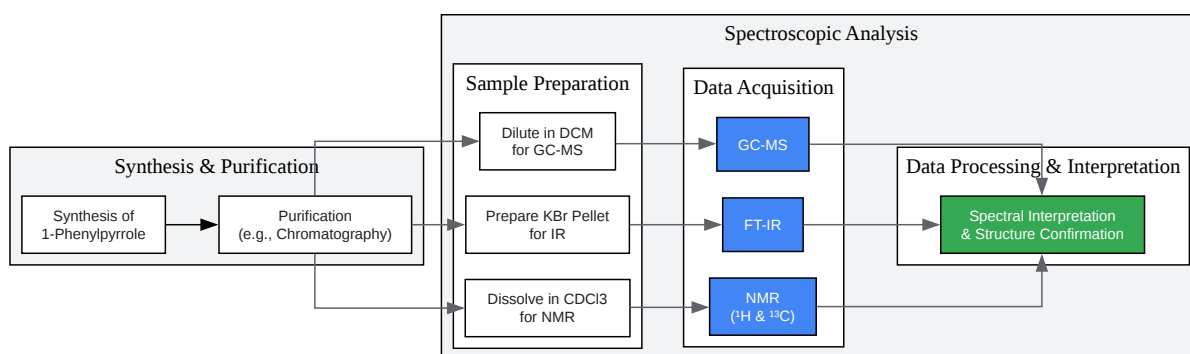 Spectroscopic Analysis
Sample Preparation
Data Acquisition
Dilute in DCM
for GC-MS
GC-MS
Synthesis & Purification
Data Processing & Interpretation
Synthesis of
1-Phenylpyrrole
Purification
(e.g., Chromatography)
Prepare KBr Pellet
for IR
FT-IR
Spectral Interpretation
& Structure Confirmation
Dissolve in CDCl3
for NMR
NMR
(¹H & ¹³C)